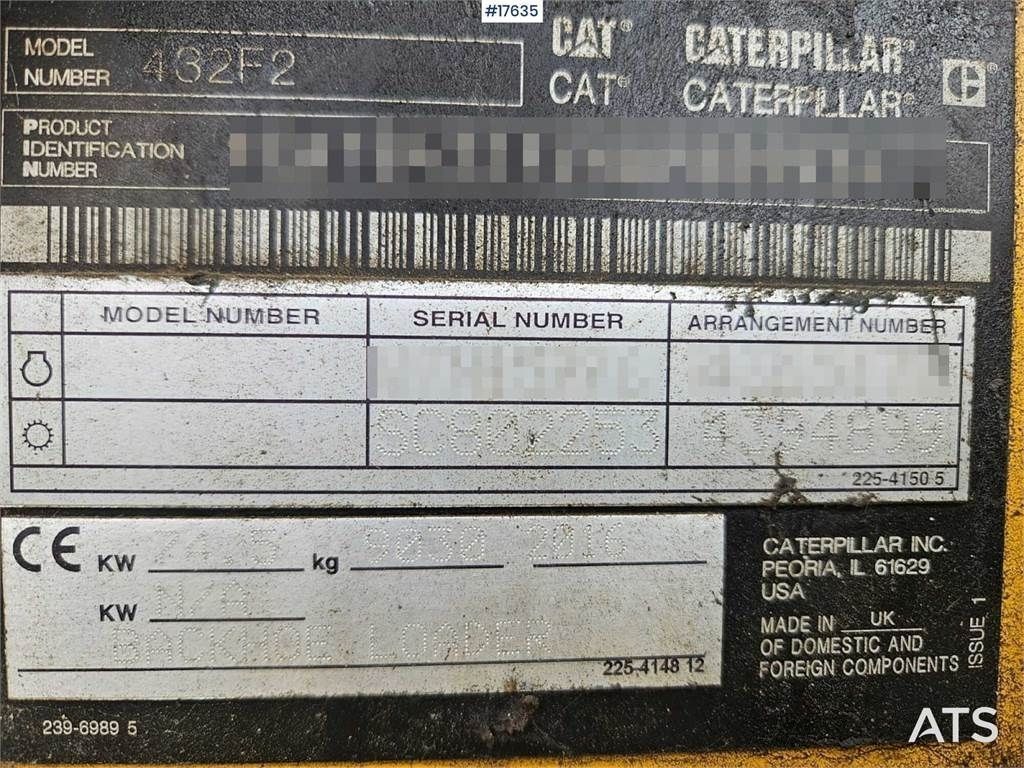 #17635
MODEL NUMBER 432F2
CAT® CATERPILLAR®
CAT® CATERPILLAR®
PRODUCT
IDENTIFICATION
NUMBER
MODEL NUMBER SERIAL NUMBER ARRANGEMENT NUMBER
4394899
225-4150 5
CE KW kg 9030 2016
KW N/A
BACKHOE LOADER
225-4148 12
CATERPILLAR INC.
PEORIA, IL 61629
USA
MADE IN UK
OF DOMESTIC AND
FOREIGN COMPONENTS
ISSUE 1
239-6989 5
ATS